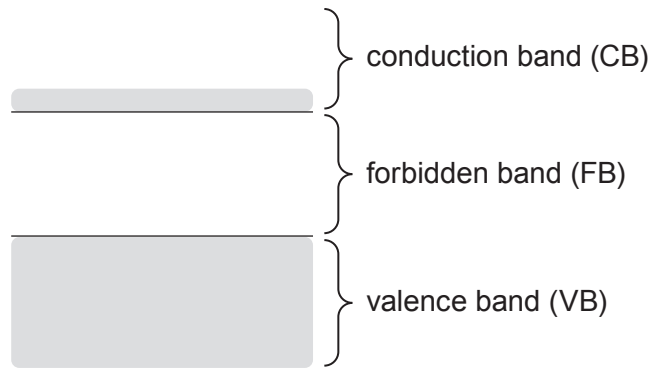 conduction band (CB)
forbidden band (FB)
valence band (VB)